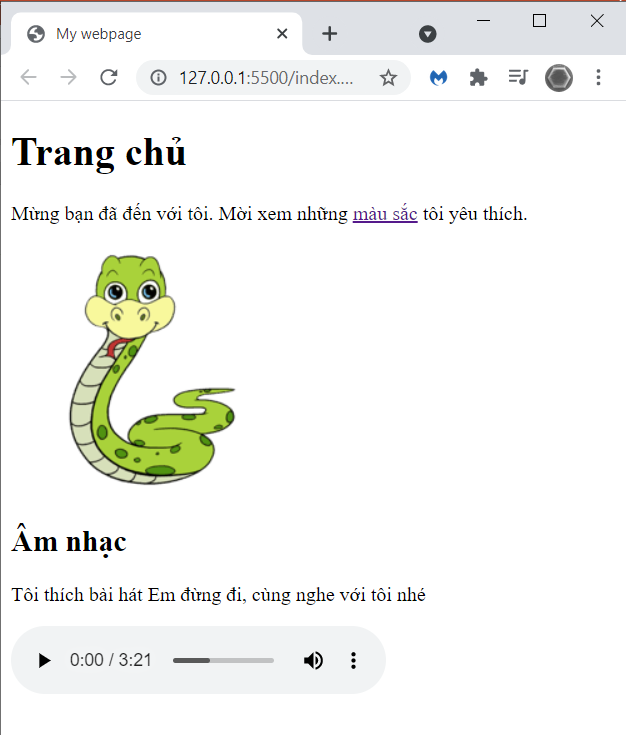 My webpage
127.0.0.1:5500/index....
Trang chủ
Mừng bạn đã đến với tôi. Mời xem những màu sắc tôi yêu thích.
Âm nhạc
Tôi thích bài hát Em đừng đi, cùng nghe với tôi nhé
0:00 / 3:21